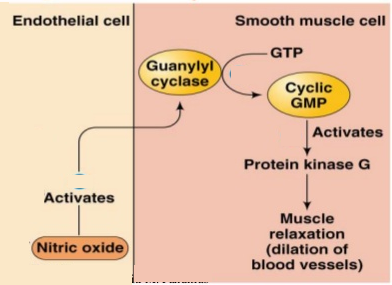 Endothelial cell
Smooth muscle cell
GTP
Guanylyl
cyclase
Cyclic
GMP
Activates
Protein kinase G
Activates
Muscle
relaxation
(dilation of
blood vessels)
Nitric oxide